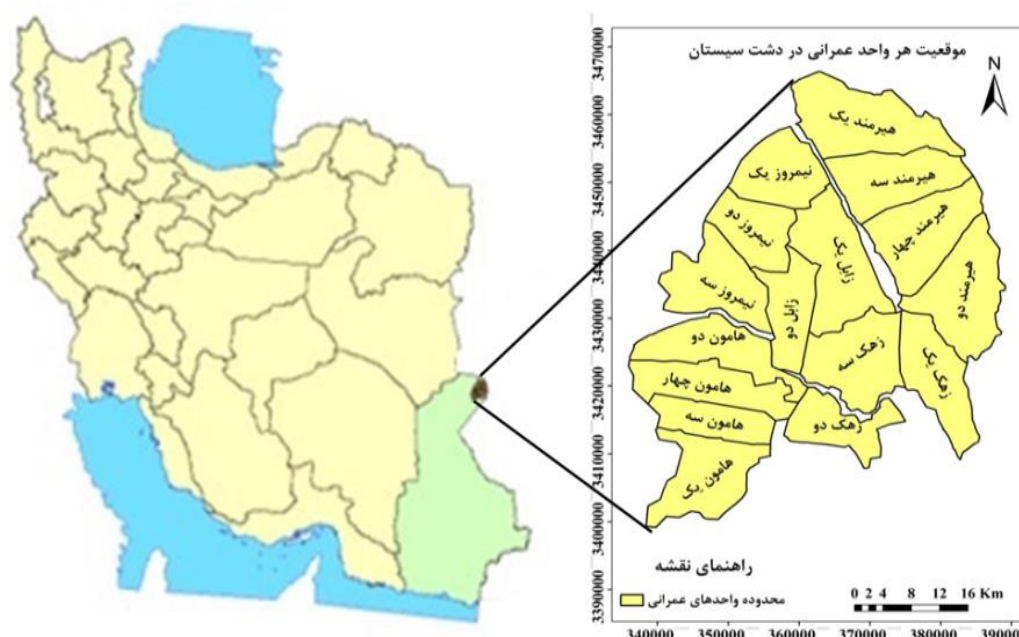 موقعیت هر واحد عمرانی در دشت سیستان
N
هیرمند یک
هیرمند سه
نیمروز یک
هیرمند چهار
نیمروز دو
زابل یک
هیرمند دو
نیمروز سه
زابل دو
هامون دو
زهک سه
زهک یک
هامون چهار
هامون سه
زهک دو
هامون یک
راهنمای نقشه
محدوده واحدهای عمرانی
0 2 4 8 12 16 Km
3470000
3460000
3450000
3440000
3430000
3420000
3410000
3400000
3390000
340000 350000 360000 370000 380000 39000